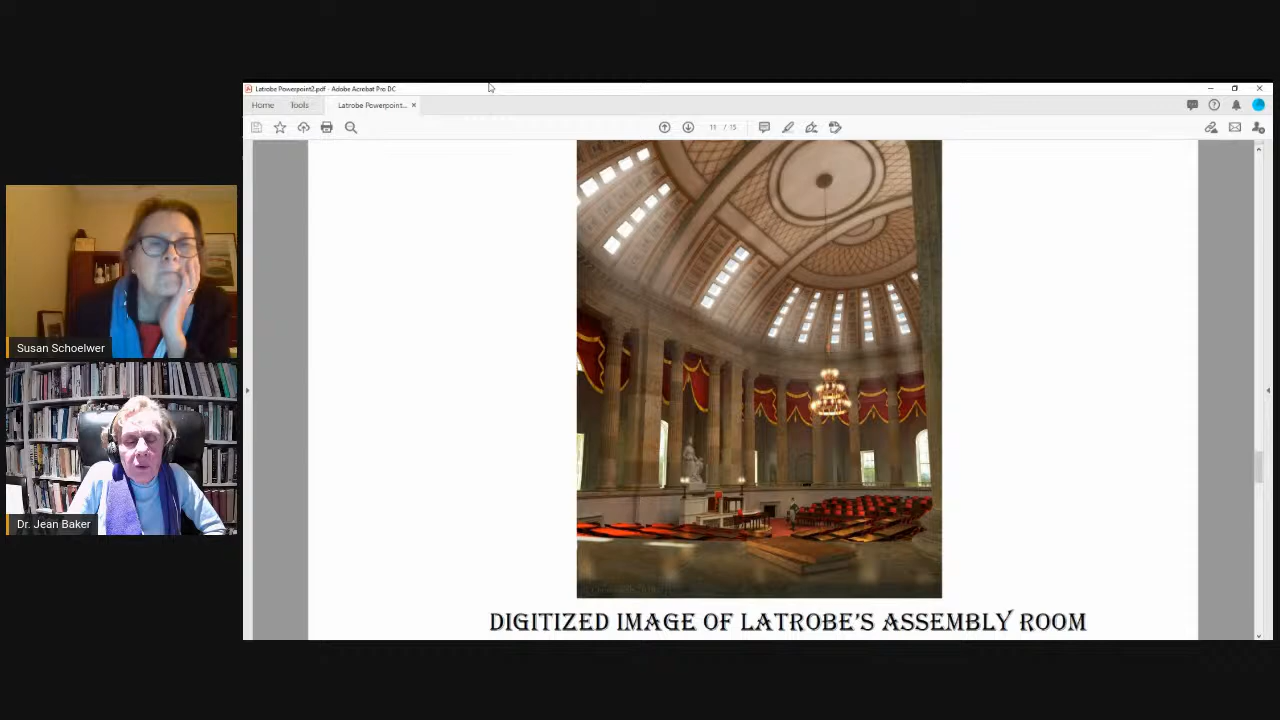 Latrobe Powerpoint2.pdf - Adobe Acrobat Pro DC
Home Tools Latrobe Powerpoint...
11 / 15
Susan Schoelwer
Dr. Jean Baker
DIGITIZED IMAGE OF LATROBE'S ASSEMBLY ROOM